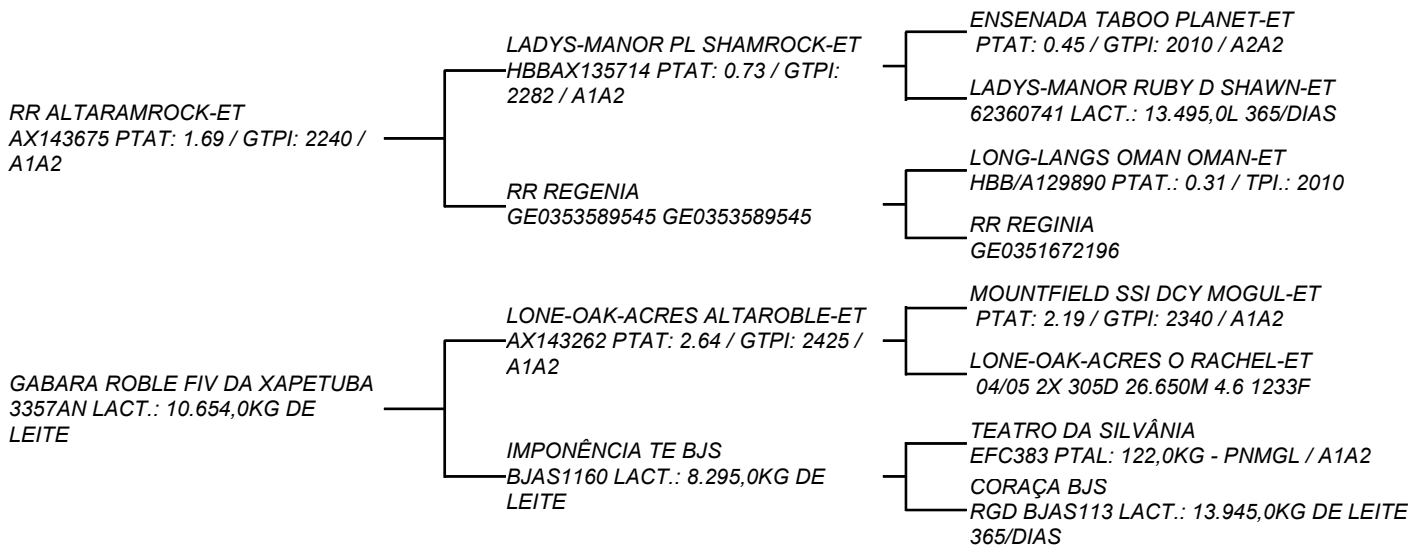 RR ALTARAMROCK-ET
AX143675 PTAT: 1.69 / GTPI: 2240 /
A1A2
GABARA ROBLE FIV DA XAPETUBA
3357AN LACT.: 10.654,0KG DE
LEITE
LADYS-MANOR PL SHAMROCK-ET
HBBAX135714 PTAT: 0.73 / GTPI:
2282 / A1A2
RR REGENIA
GE0353589545 GE0353589545
LONE-OAK-ACRES ALTAROBLE-ET
AX143262 PTAT: 2.64 / GTPI: 2425 /
A1A2
IMPONÊNCIA TE BJS
BJAS1160 LACT.: 8.295,0KG DE
LEITE
ENSENADA TABOO PLANET-ET
PTAT: 0.45 / GTPI: 2010 / A2A2
LADYS-MANOR RUBY D SHAWN-ET
62360741 LACT.: 13.495,0L 365/DIAS
LONG-LANGS OMAN OMAN-ET
HBB/A129890 PTAT.: 0.31 / TPI.: 2010
RR REGINIA
GE0351672196
MOUNTFIELD SSI DCY MOGUL-ET
PTAT: 2.19 / GTPI: 2340 / A1A2
LONE-OAK-ACRES O RACHEL-ET
04/05 2X 305D 26.650M 4.6 1233F
TEATRO DA SILVÂNIA
EFC383 PTAL: 122,0KG - PNMGL / A1A2
CORAÇA BJS
RGD BJAS113 LACT.: 13.945,0KG DE LEITE
365/DIAS